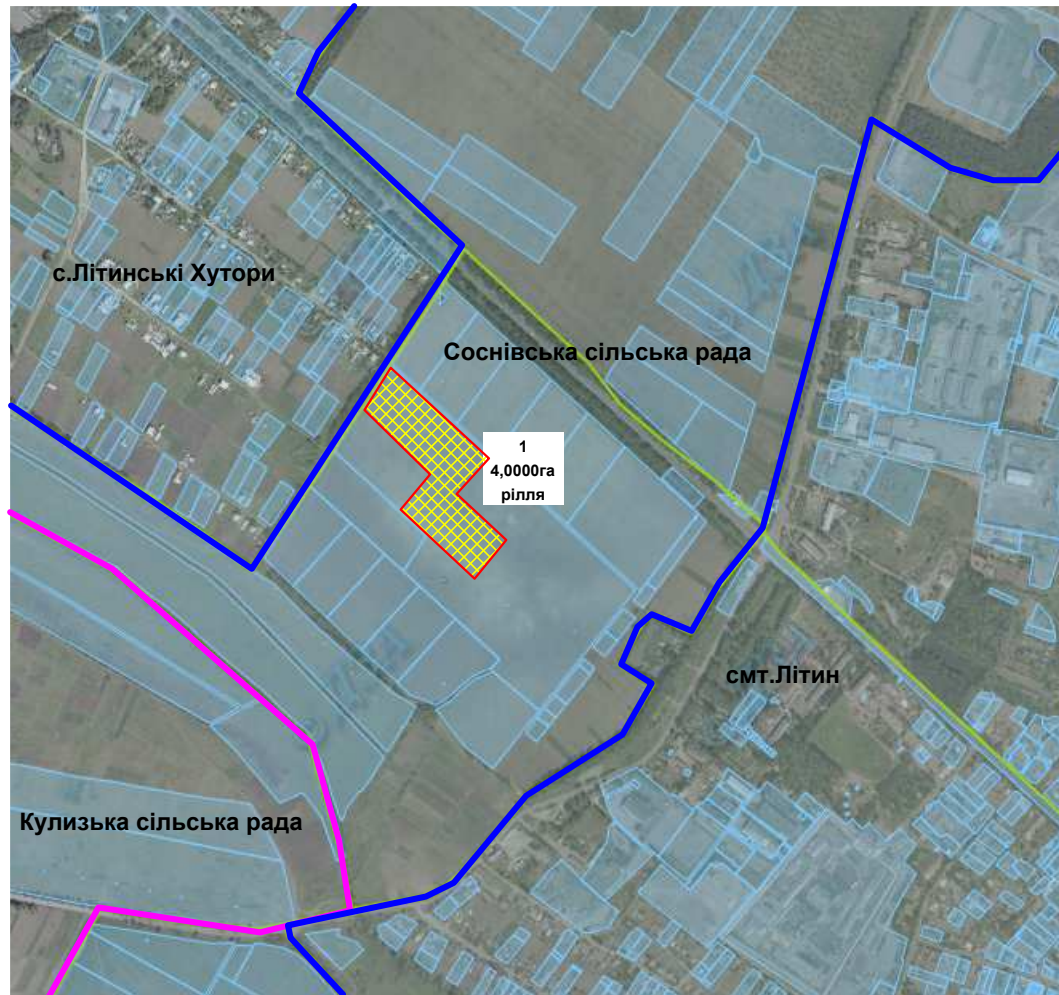 с.Літинські Хутори
Соснівська сільська рада
1
4,0000га
рілля
смт.Літин
Кулизька сільська рада